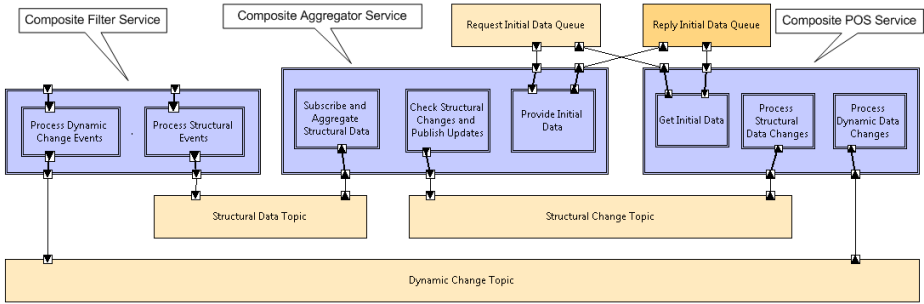 Composite Filter Service
Composite Aggregator Service
Request Initial Data Queue
Reply Initial Data Queue
Composite POS Service
Process Dynamic
Change Events
Process Structural
Events
Subscribe and
Aggregate
Structural Data
Check Structural
Changes and
Publish Updates
Provide Initial
Data
Get Initial Data
Process
Structural
Data Changes
Process
Dynamic Data
Changes
Structural Data Topic
Structural Change Topic
Dynamic Change Topic